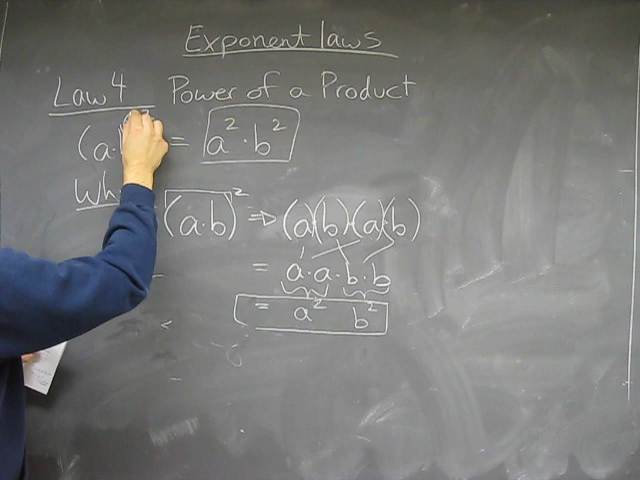 Exponent laws
Law 4 Power of a Product
(a. = a² · b²
(a·b)² => (a)(b)(a)(b)
= a·a·b·b
= a² b²